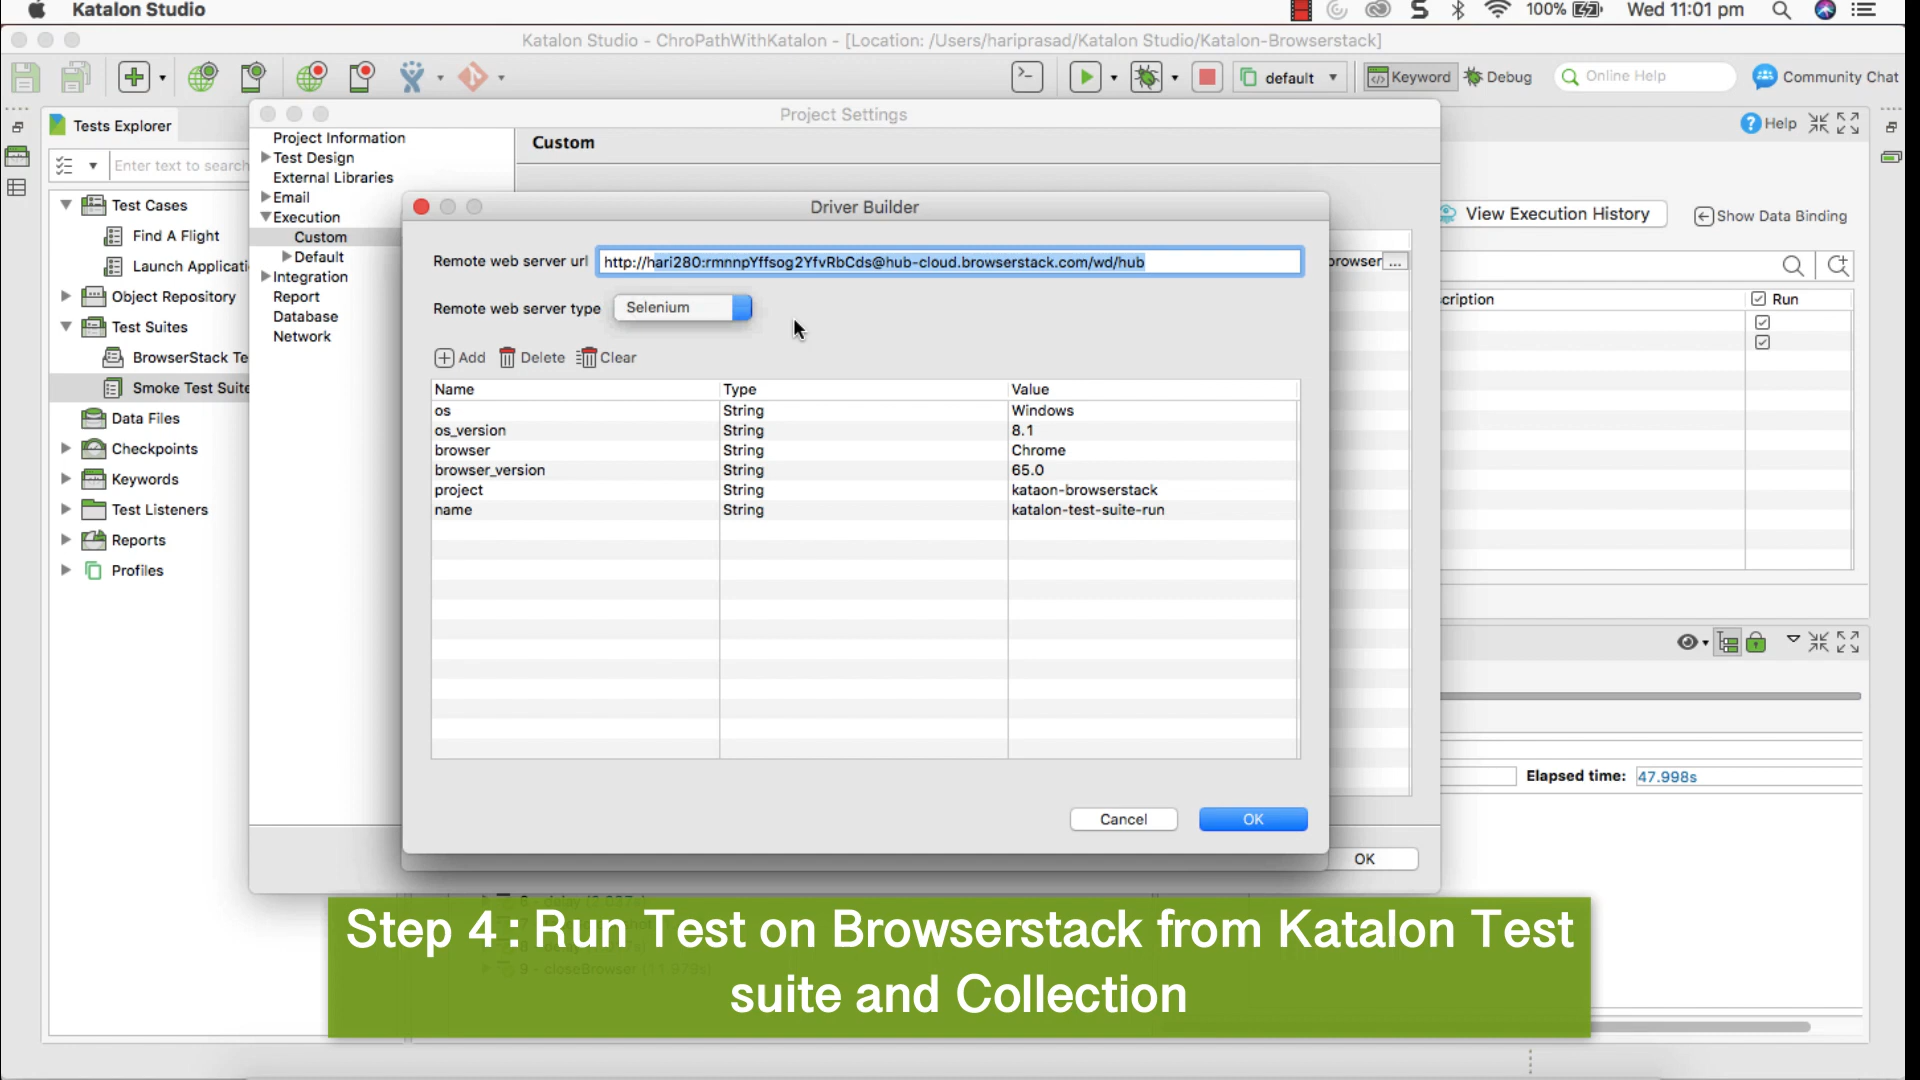 Katalon Studio
100%
Wed 11:01 pm
Katalon Studio - ChroPathWithKatalon - [Location: /Users/hariprasad/Katalon Studio/Katalon-Browserstack]
default
Keyword
Debug
Online Help
Community Chat
Tests Explorer
Project Settings
Help
Enter text to search
Project Information
Test Design
External Libraries
Email
Execution
Custom
Default
Integration
Report
Database
Network
Custom
Test Cases
Find A Flight
Launch Applicati
Object Repository
Test Suites
BrowserStack Te
Smoke Test Suite
Data Files
Checkpoints
Keywords
Test Listeners
Reports
Profiles
View Execution History
Show Data Binding
Driver Builder
Remote web server url
http://hari280:rmnnpYffsog2YfvRbCds@hub-cloud.browserstack.com/wd/hub
browser
...
Remote web server type
Selenium
cription
Run
Add
Delete
Clear
Name Type Value
os String Windows
os_version String 8.1
browser String Chrome
browser_version String 65.0
project String kataon-browserstack
name String katalon-test-suite-run
Elapsed time: 47.998s
Cancel
OK
OK
9 - closeBrowser
Step 4:Run Test on Browserstack from Katalon Test
suite and Collection